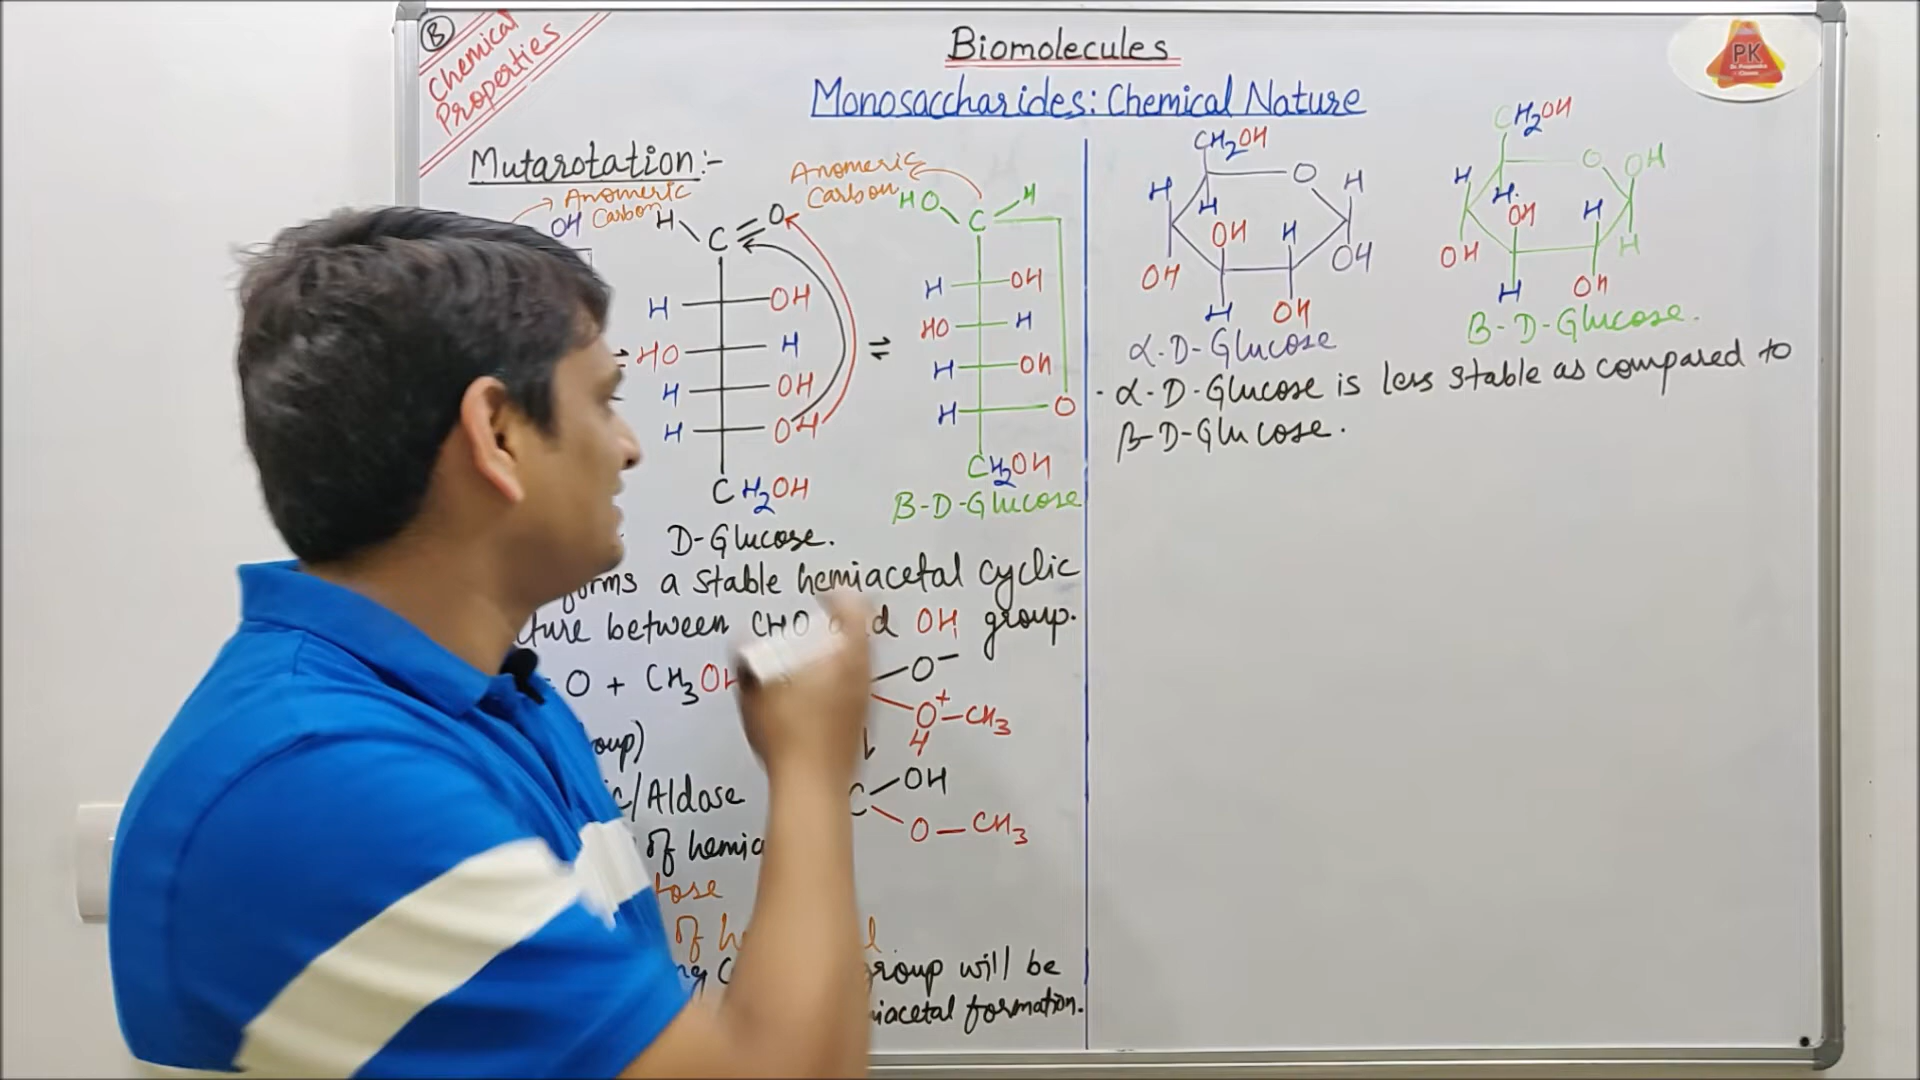 B
Chemical
Properties
Biomolecules
Monosaccharides: Chemical Nature
PK
Mutarotation:-
Anomeric
Carbon
OH
H
C
O
H
OH
HO
H
H
OH
H
OH
CH2OH
D-Glucose.
Anomeric
Carbon
HO
C
H
H
OH
HO
H
H
OH
H
O
CH2OH
β-D-Glucose
forms a stable hemiacetal cyclic
between CHO and OH group.
O + CH3OH
O-
O+-CH3
H
C
OH
O-CH3
/Aldose
of
group will be
formation.
CH2OH
O
H
H
H
OH
H
OH
OH
H
OH
α-D-Glucose
CH2OH
O
OH
H
H
OH
H
OH
H
H
OH
β-D-Glucose.
· α-D-Glucose is less stable as compared to
β-D-Glucose.